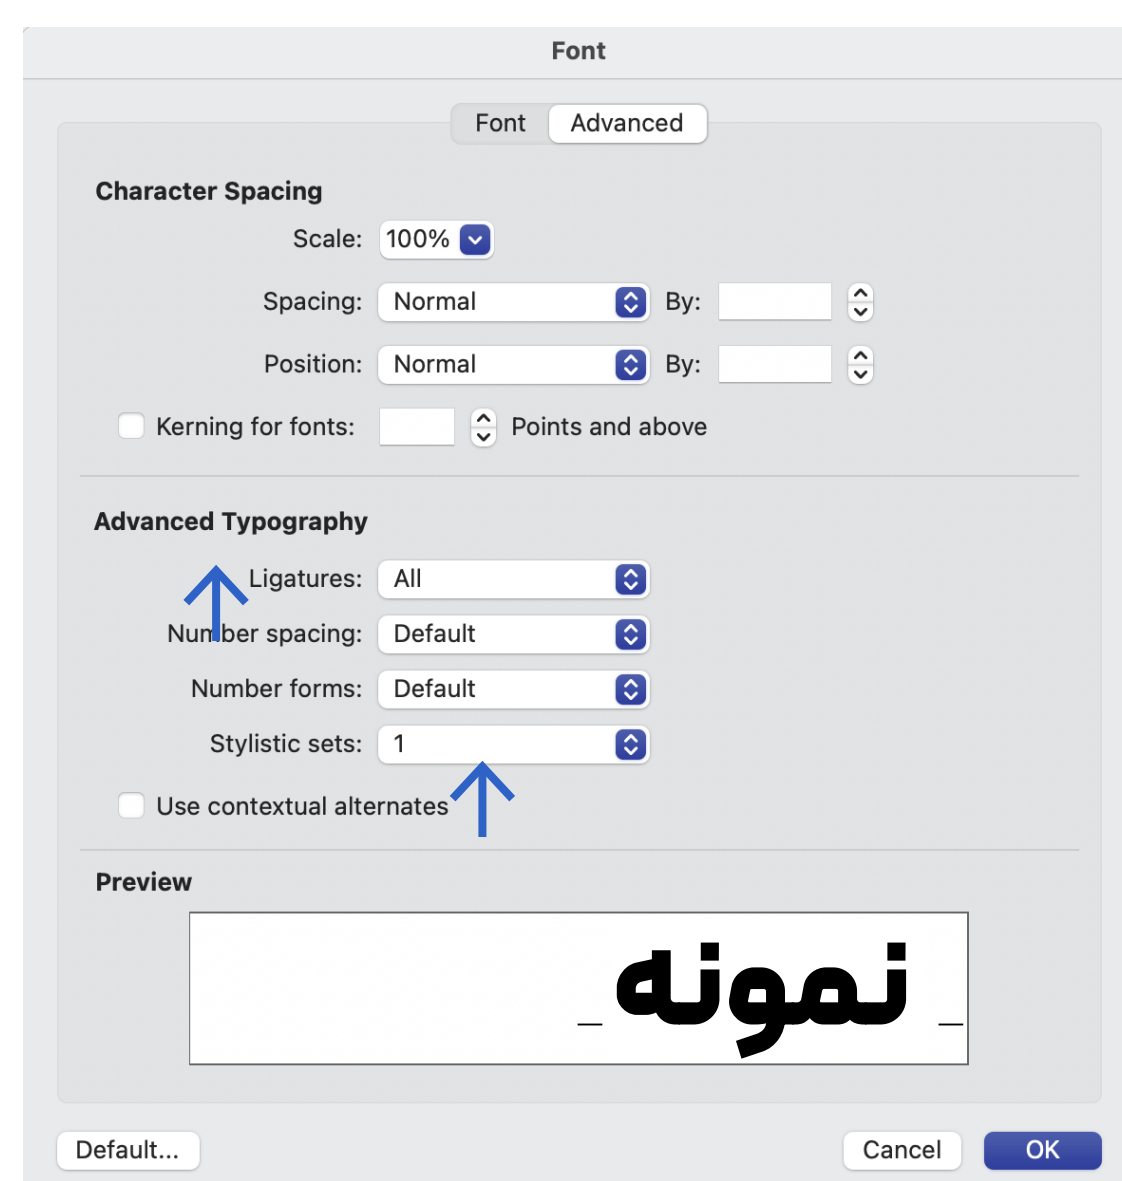 Font
Font Advanced
Character Spacing
Scale: 100%
Spacing: Normal By:
Position: Normal By:
Kerning for fonts: Points and above
Advanced Typography
Ligatures: All
Number spacing: Default
Number forms: Default
Stylistic sets: 1
Use contextual alternates
Preview
_ نمونه _
Default... Cancel OK